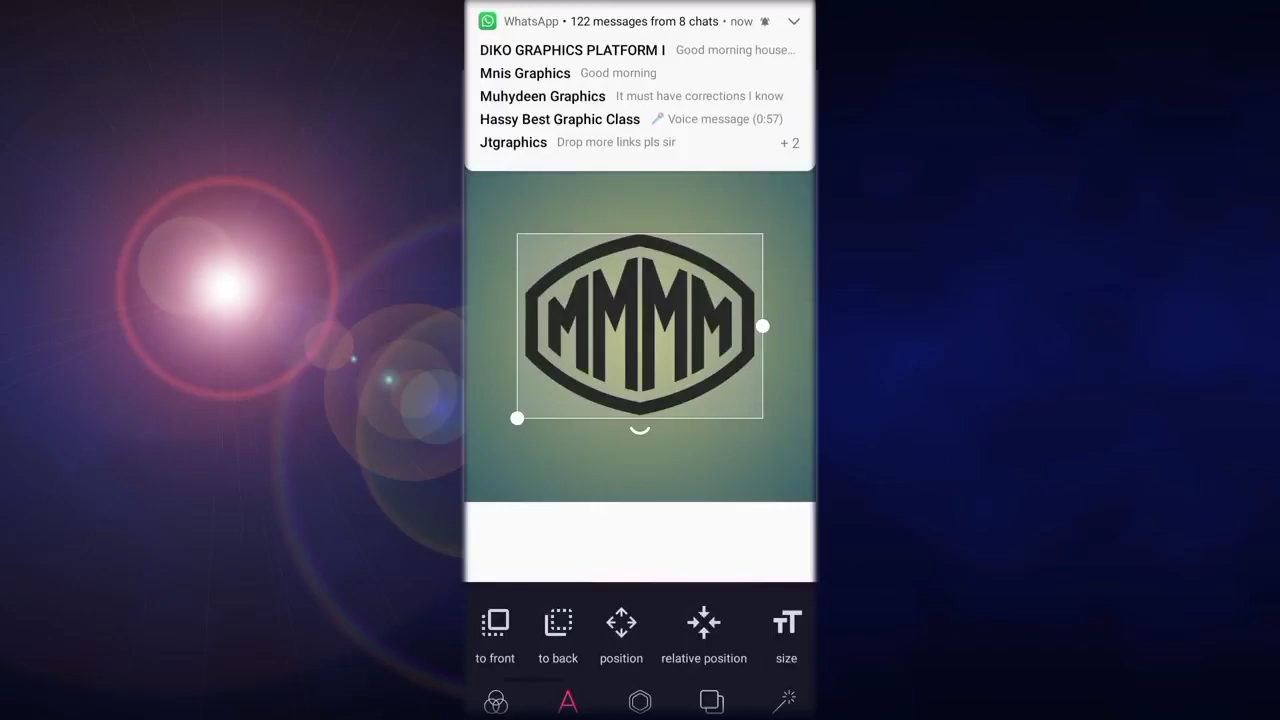 WhatsApp • 122 messages from 8 chats • now
DIKO GRAPHICS PLATFORM I Good morning house...
Mnis Graphics Good morning
Muhydeen Graphics It must have corrections I know
Hassy Best Graphic Class 🎤 Voice message (0:57)
Jtgraphics Drop more links pls sir + 2
MMMM
to front to back position relative position size